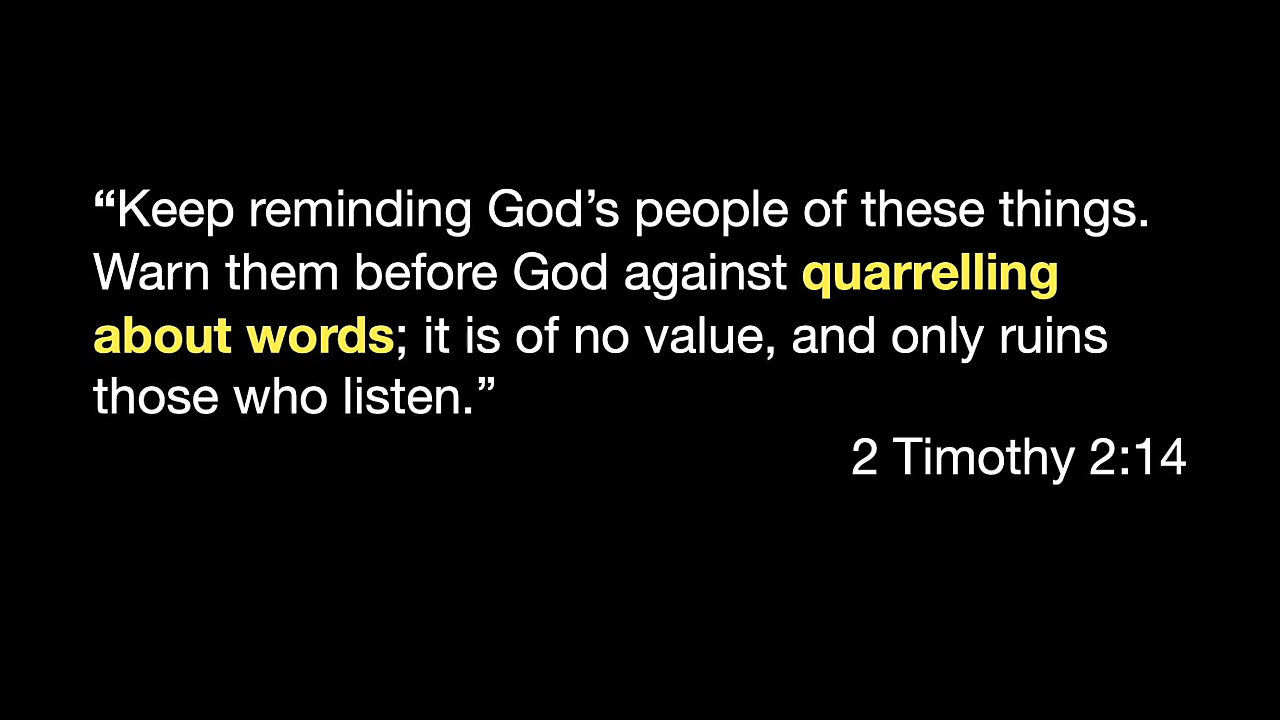 “Keep reminding God’s people of these things.
Warn them before God against quarrelling
about words; it is of no value, and only ruins
those who listen.”
2 Timothy 2:14